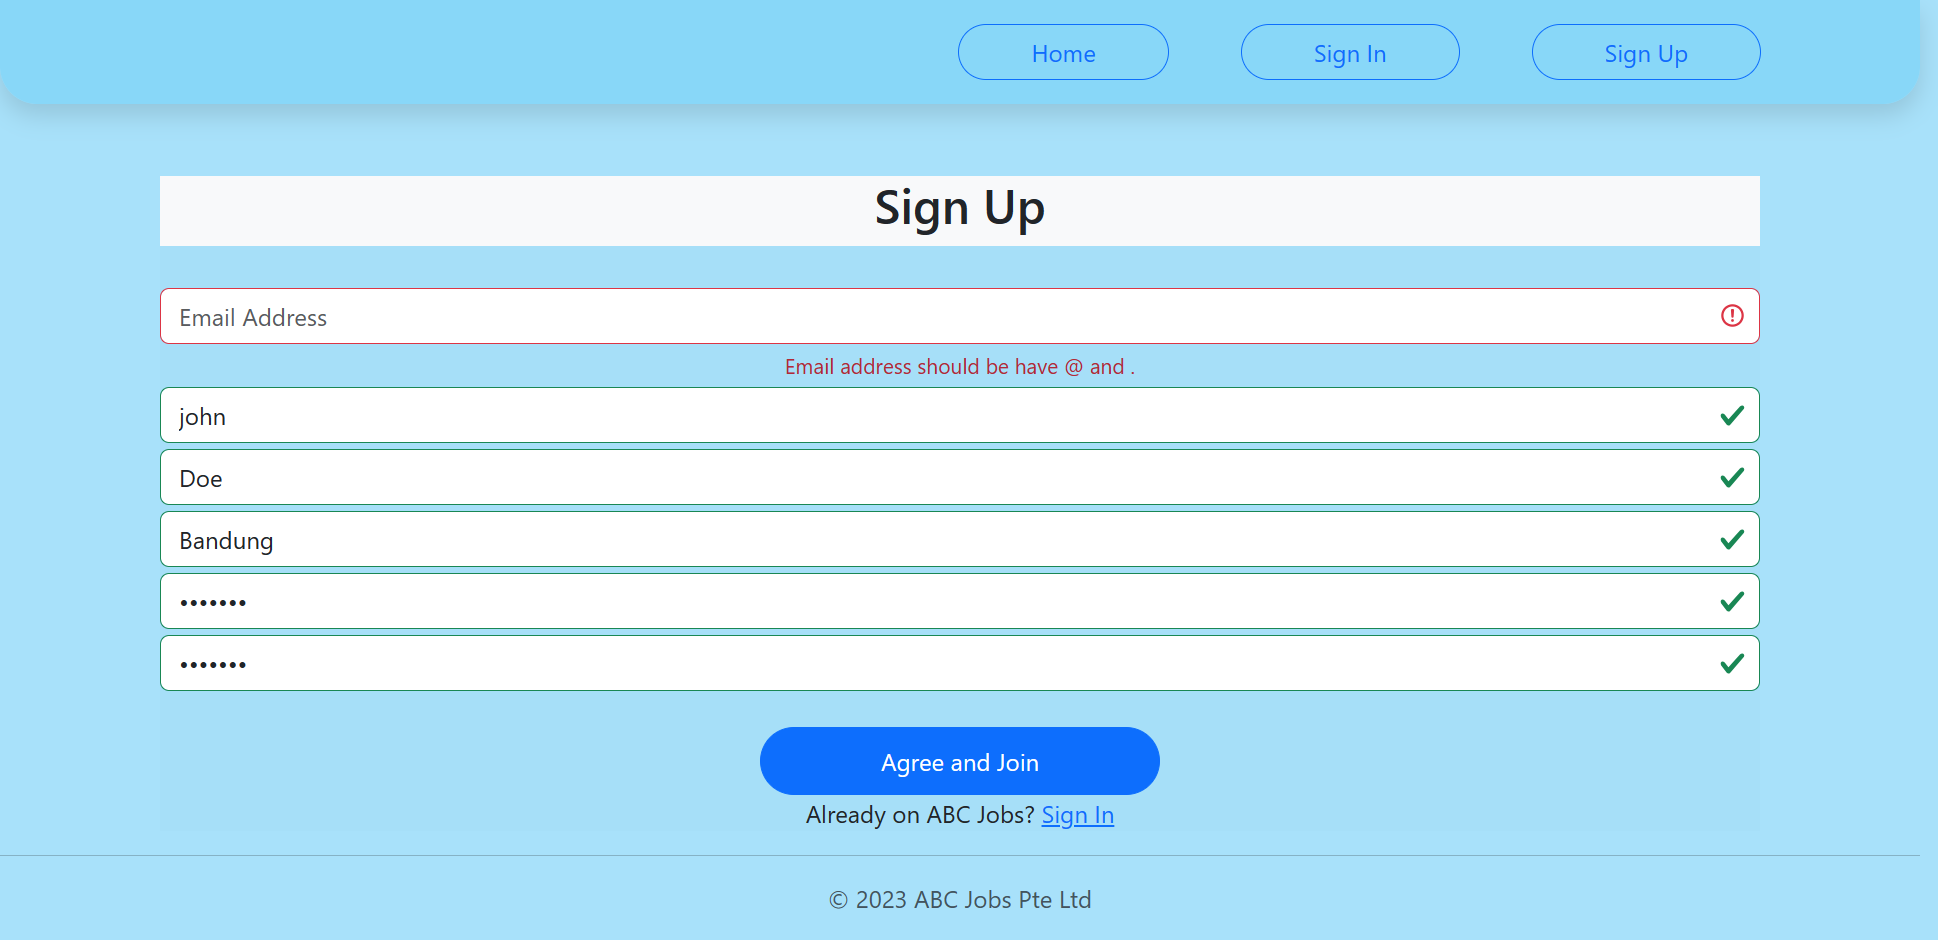 Home Sign In Sign Up
Sign Up
Email Address
Email address should be have @ and .
john
Doe
Bandung
•••••••
•••••••
Agree and Join
Already on ABC Jobs? Sign In
© 2023 ABC Jobs Pte Ltd